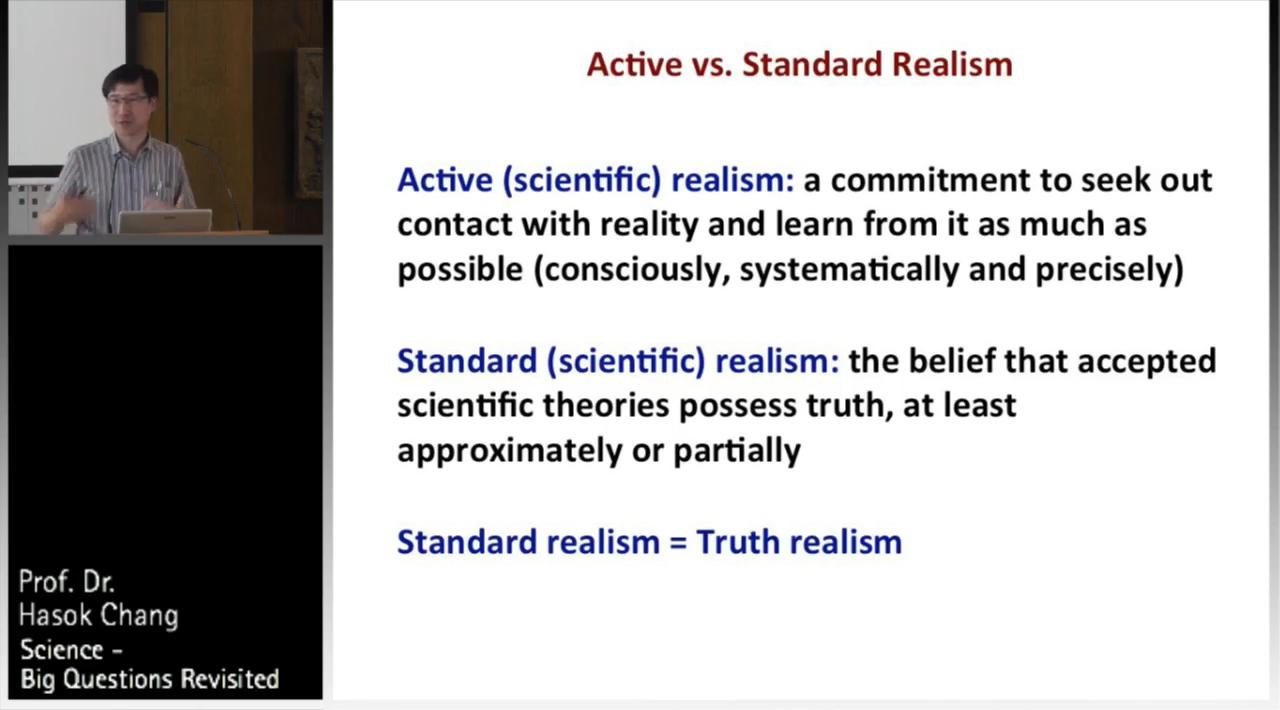 Active vs. Standard Realism
Active (scientific) realism: a commitment to seek out
contact with reality and learn from it as much as
possible (consciously, systematically and precisely)
Standard (scientific) realism: the belief that accepted
scientific theories possess truth, at least
approximately or partially
Standard realism = Truth realism
Prof. Dr.
Hasok Chang
Science -
Big Questions Revisited